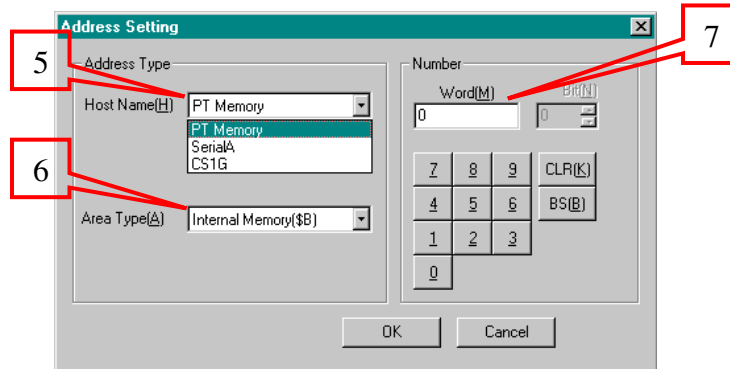 Address Setting
7
5
Address Type
Number
Host Name(H)
PT Memory
Word(M)
Bit(N)
0
0
PT Memory
SerialA
CS1G
7 8 9 CLR(K)
6
4 5 6 BS(B)
Area Type(A)
Internal Memory($B)
1 2 3
0
OK Cancel